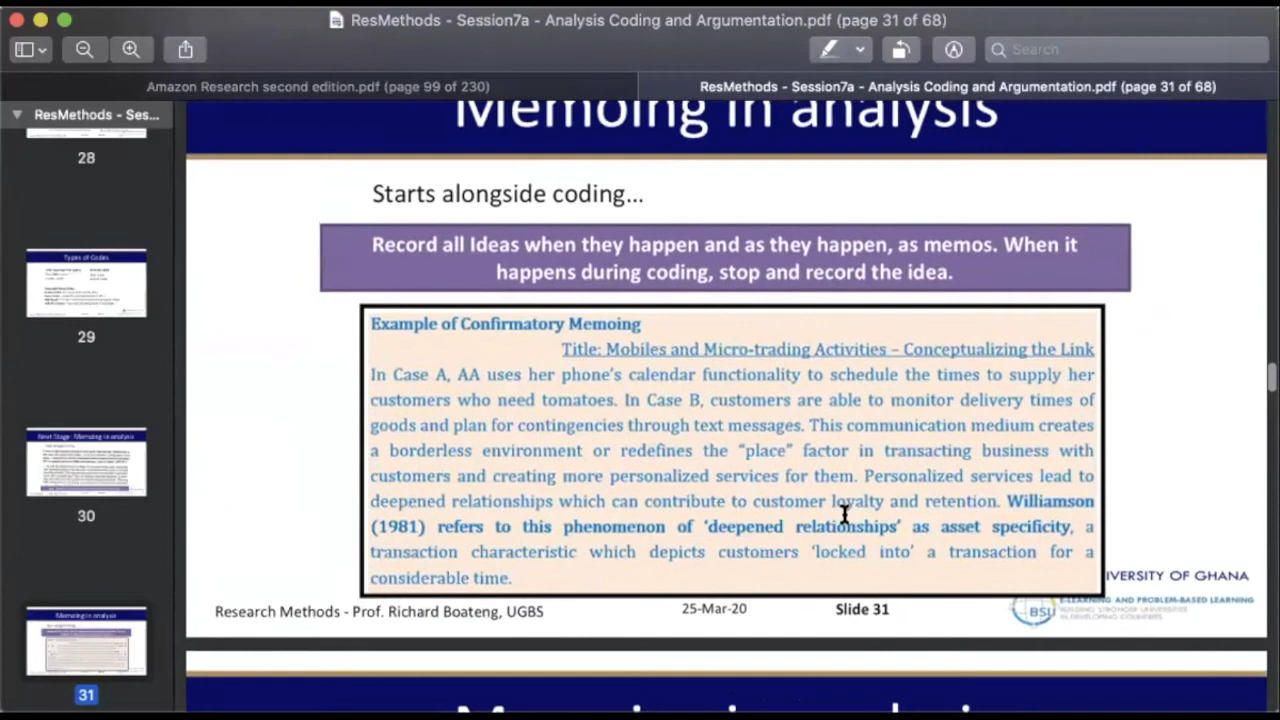 ResMethods - Session7a - Analysis Coding and Argumentation.pdf (page 31 of 68)
Search
Amazon Research second edition.pdf (page 99 of 230)
ResMethods - Session7a - Analysis Coding and Argumentation.pdf (page 31 of 68)
ResMethods - Ses...
28
Types of Codes
29
Next Stage: Memoing in analysis
30
Memoing in analysis
31
Memoing in analysis
Starts alongside coding...
Record all Ideas when they happen and as they happen, as memos. When it
happens during coding, stop and record the idea.
Example of Confirmatory Memoing
Title: Mobiles and Micro-trading Activities – Conceptualizing the Link
In Case A, AA uses her phone's calendar functionality to schedule the times to supply her
customers who need tomatoes. In Case B, customers are able to monitor delivery times of
goods and plan for contingencies through text messages. This communication medium creates
a borderless environment or redefines the 'place' factor in transacting business with
customers and creating more personalized services for them. Personalized services lead to
deepened relationships which can contribute to customer loyalty and retention. Williamson
(1981) refers to this phenomenon of 'deepened relationships' as asset specificity, a
transaction characteristic which depicts customers 'locked into' a transaction for a
considerable time.
IVERSITY OF GHANA
E-LEARNING AND PROBLEM-BASED LEARNING
BSU
BUILDING STRONGER UNIVERSITIES
IN DEVELOPING COUNTRIES
Research Methods - Prof. Richard Boateng, UGBS
25-Mar-20
Slide 31